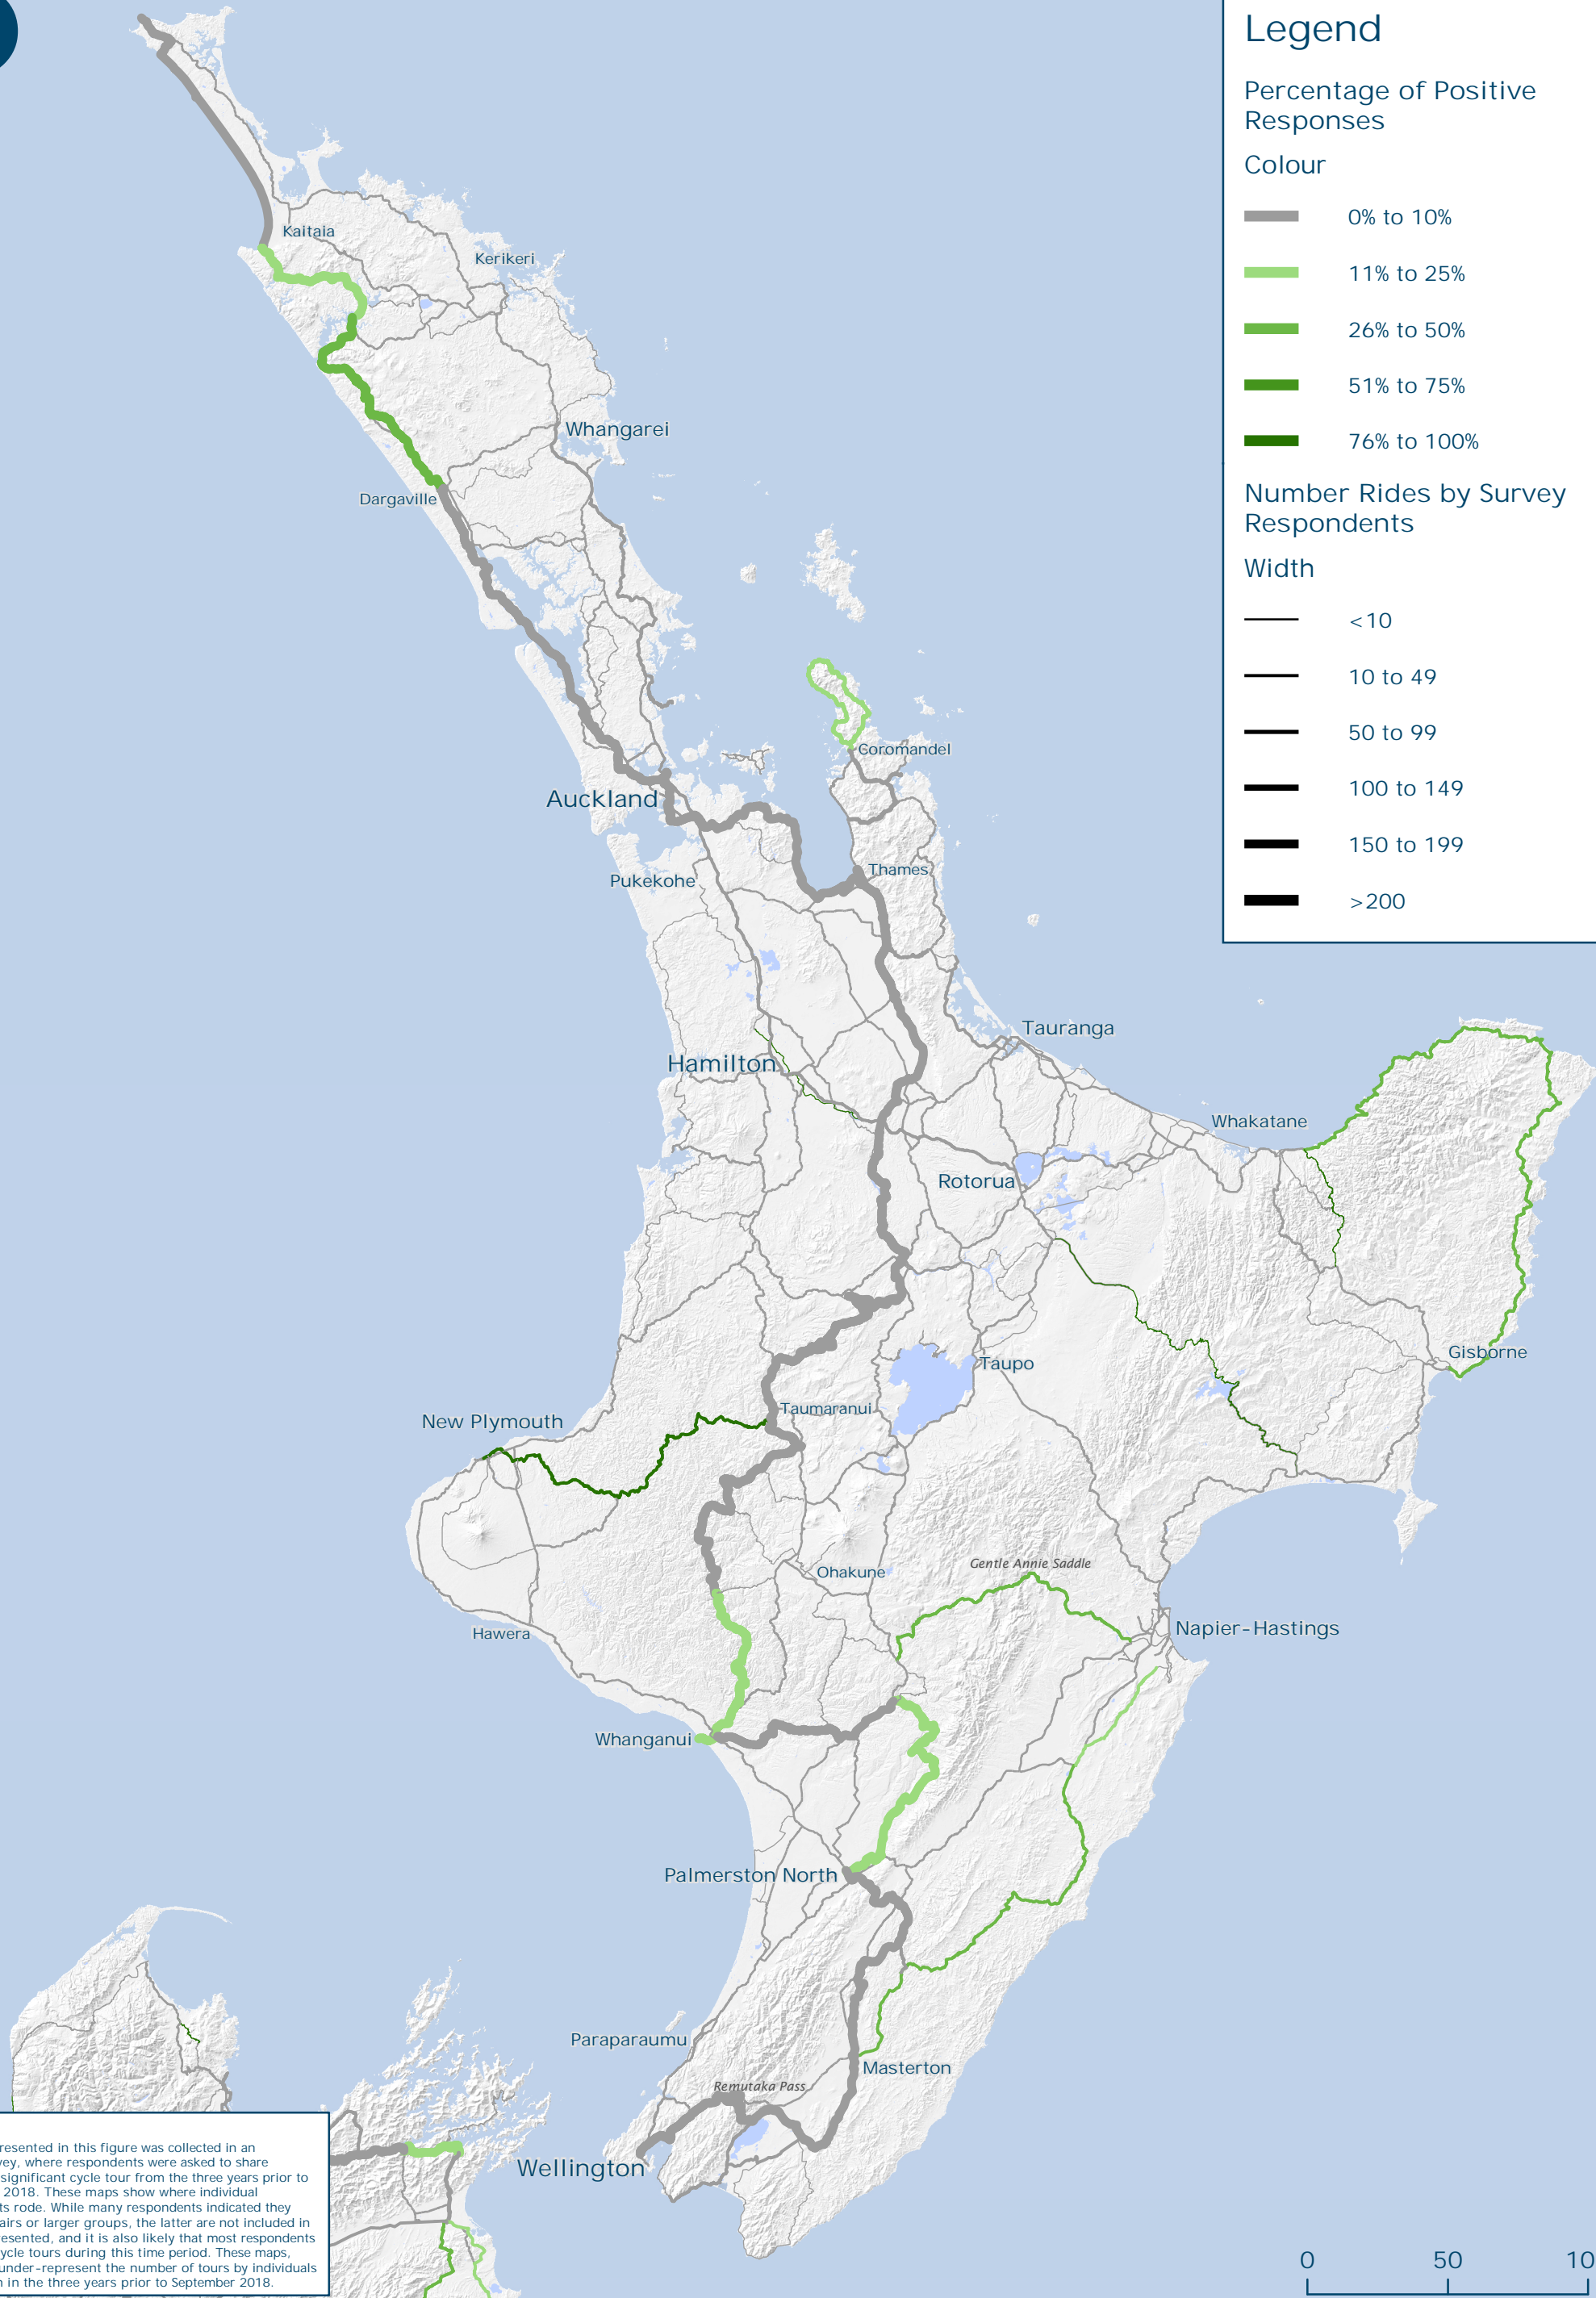 Legend
Percentage of Positive
Responses
Colour
0% to 10%
11% to 25%
26% to 50%
51% to 75%
76% to 100%
Number Rides by Survey
Respondents
Width
<10
10 to 49
50 to 99
100 to 149
150 to 199
>200
Kaitaia
Kerikeri
Whangarei
Dargaville
Coromandel
Auckland
Thames
Pukekohe
Tauranga
Hamilton
Whakatane
Rotorua
Gisborne
Taupo
Taumaranui
New Plymouth
Gentle Annie Saddle
Ohakune
Napier-Hastings
Hawera
Whanganui
Palmerston North
Paraparaumu
Masterton
Remutaka Pass
Wellington
resented in this figure was collected in an
vey, where respondents were asked to share
significant cycle tour from the three years prior to
2018. These maps show where individual
ts rode. While many respondents indicated they
airs or larger groups, the latter are not included in
esented, and it is also likely that most respondents
ycle tours during this time period. These maps,
under-represent the number of tours by individuals
n in the three years prior to September 2018.
0 50 10